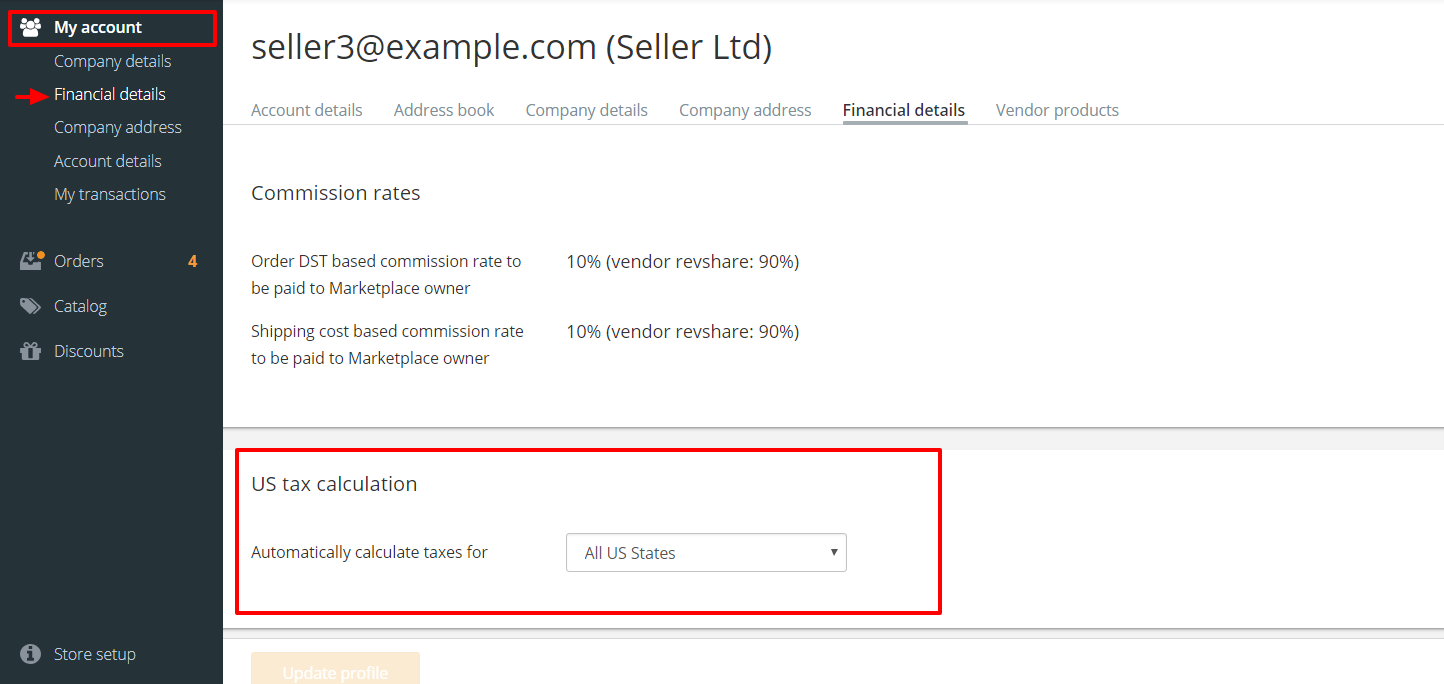 My account
Company details
Financial details
Company address
Account details
My transactions
Orders 4
Catalog
Discounts
Store setup
seller3@example.com (Seller Ltd)
Account details Address book Company details Company address Financial details Vendor products
Commission rates
Order DST based commission rate to 10% (vendor revshare: 90%)
be paid to Marketplace owner
Shipping cost based commission rate 10% (vendor revshare: 90%)
to be paid to Marketplace owner
US tax calculation
Automatically calculate taxes for All US States
Update profile